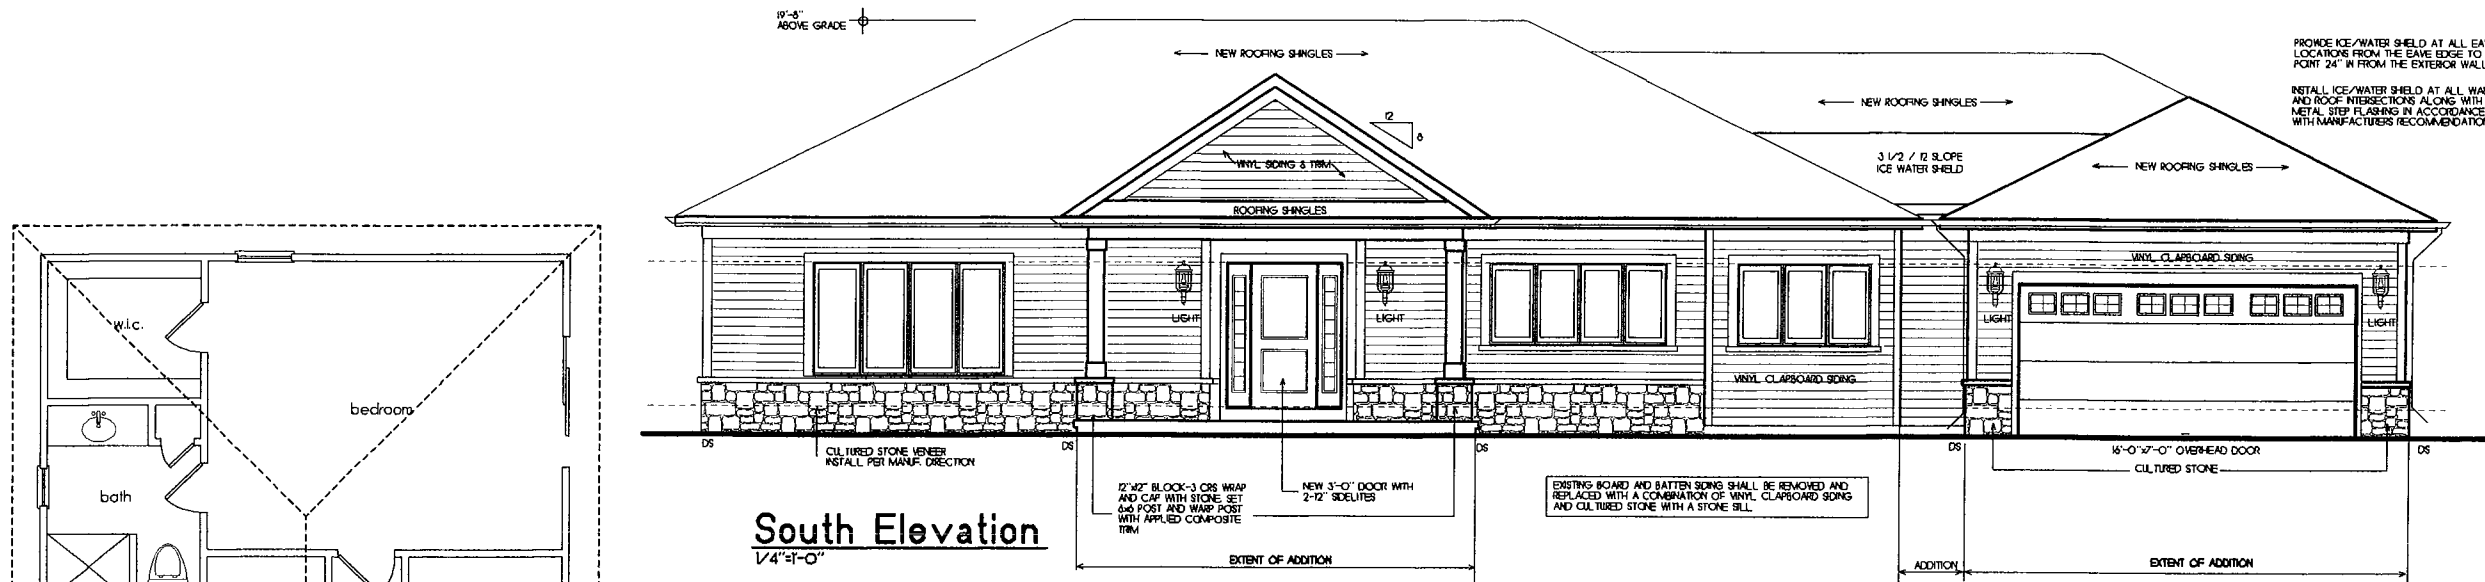 19'-8"
ABOVE GRADE
NEW ROOFING SHINGLES
12
8
VINYL SIDING & TRIM
ROOFING SHINGLES
NEW ROOFING SHINGLES
3 1/2 / 12 SLOPE
ICE WATER SHIELD
NEW ROOFING SHINGLES
PROVIDE ICE/WATER SHIELD AT ALL EA
LOCATIONS FROM THE EAVE EDGE TO
POINT 24" IN FROM THE EXTERIOR WALL
INSTALL ICE/WATER SHIELD AT ALL WA
AND ROOF INTERSECTIONS ALONG WITH
METAL STEP FLASHING IN ACCORDANCE
WITH MANUFACTURERS RECOMMENDATION
w.i.c.
bedroom
bath
LIGHT
LIGHT
VINYL CLAPBOARD SIDING
VINYL CLAPBOARD SIDING
LIGHT
LIGHT
DS
DS
DS
DS
DS
CULTURED STONE VENEER
INSTALL PER MANUF. DIRECTION
12"x12" BLOCK-3 CRS WRAP
AND CAP WITH STONE SET
6x6 POST AND WARP POST
WITH APPLIED COMPOSITE
TRIM
NEW 3'-0" DOOR WITH
2-12" SIDELITES
EXISTING BOARD AND BATTEN SIDING SHALL BE REMOVED AND
REPLACED WITH A COMBINATION OF VINYL CLAPBOARD SIDING
AND CULTURED STONE WITH A STONE SILL
16'-0"x7'-0" OVERHEAD DOOR
CULTURED STONE
South Elevation
1/4"=1'-0"
EXTENT OF ADDITION
ADDITION
EXTENT OF ADDITION